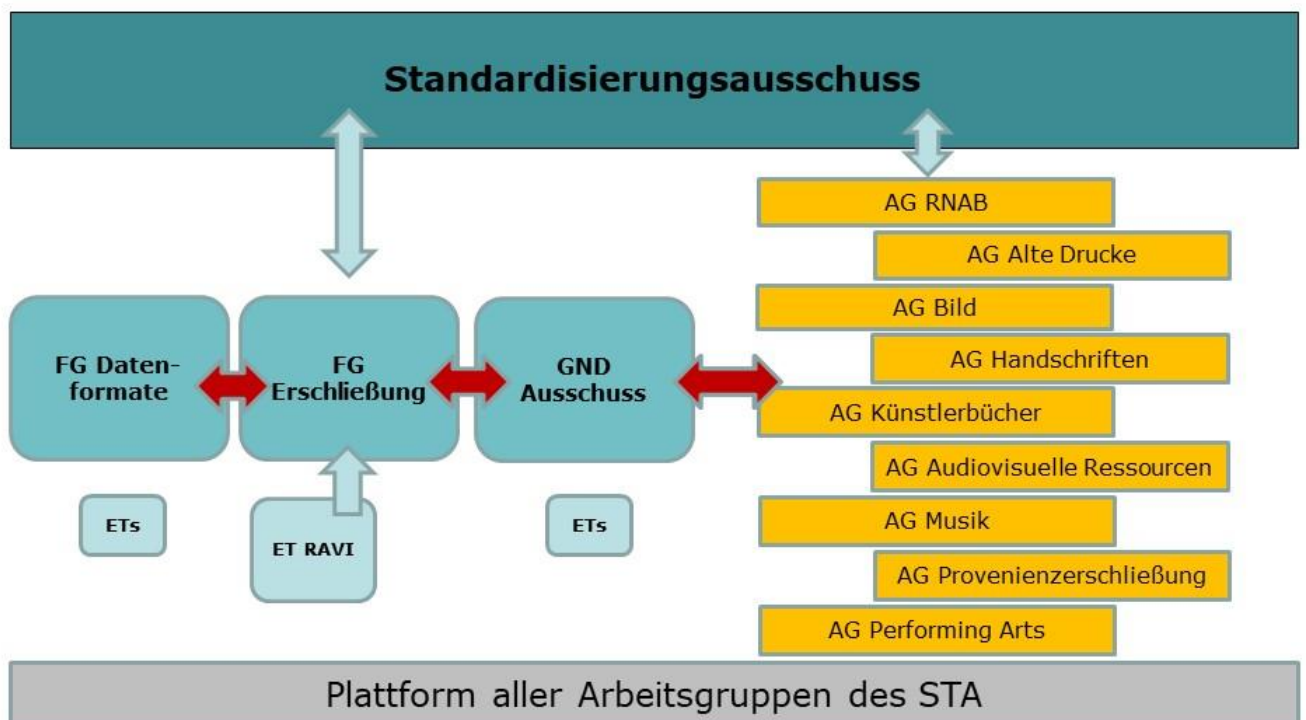 Standardisierungsausschuss
FG Daten-
formate
FG
Erschließung
GND
Ausschuss
ETs
ET RAVI
ETs
AG RNAB
AG Alte Drucke
AG Bild
AG Handschriften
AG Künstlerbücher
AG Audiovisuelle Ressourcen
AG Musik
AG Provenienzerschließung
AG Performing Arts
Plattform aller Arbeitsgruppen des STA